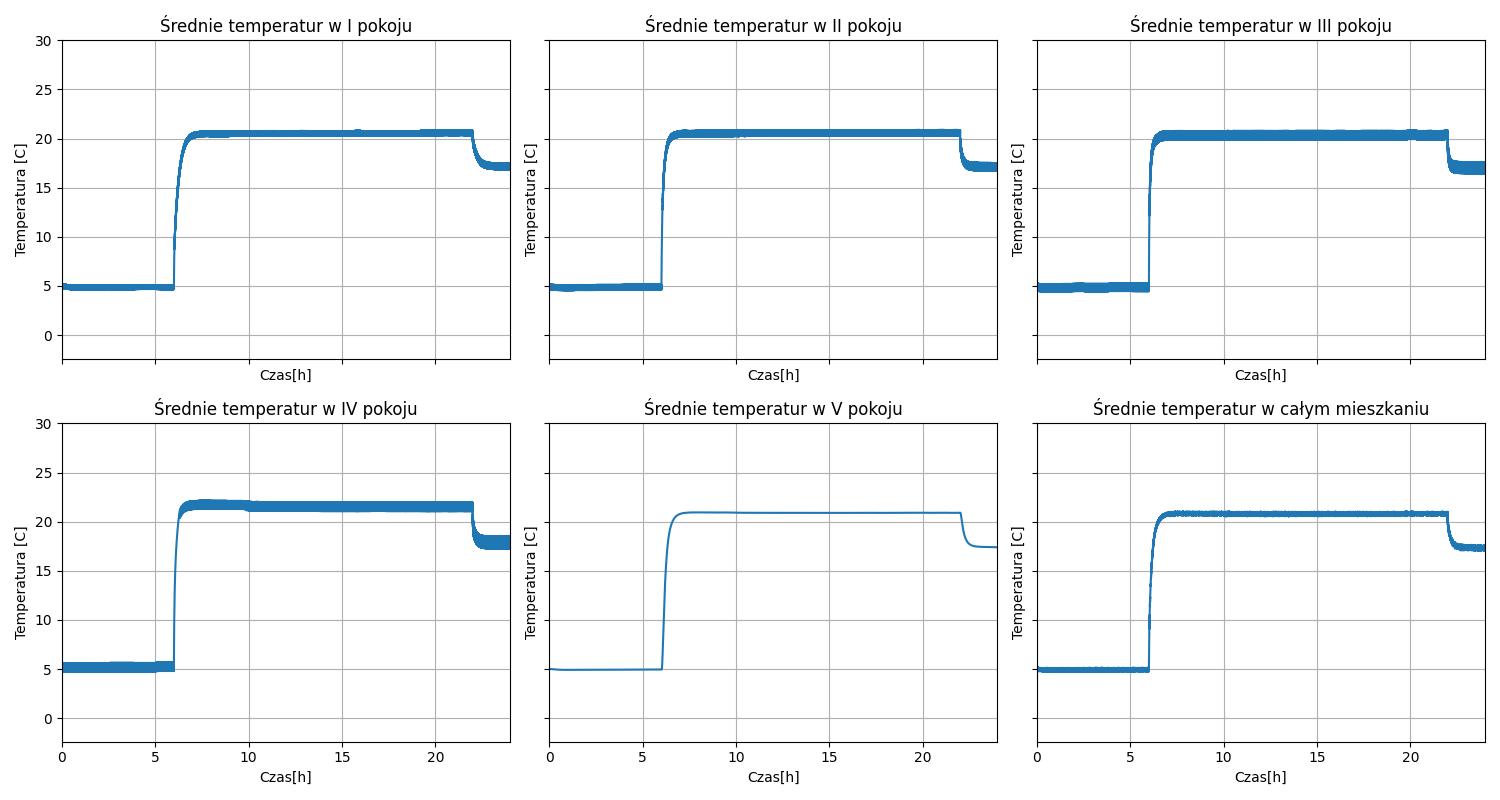 Średnie temperatur w I pokoju
Średnie temperatur w II pokoju
Średnie temperatur w III pokoju
30
25
20
15
10
5
0
Temperatura [C]
Temperatura [C]
Temperatura [C]
Czas[h]
Czas[h]
Czas[h]
Średnie temperatur w IV pokoju
Średnie temperatur w V pokoju
Średnie temperatur w całym mieszkaniu
30
25
20
15
10
5
0
Temperatura [C]
Temperatura [C]
Temperatura [C]
0 5 10 15 20
0 5 10 15 20
0 5 10 15 20
Czas[h]
Czas[h]
Czas[h]